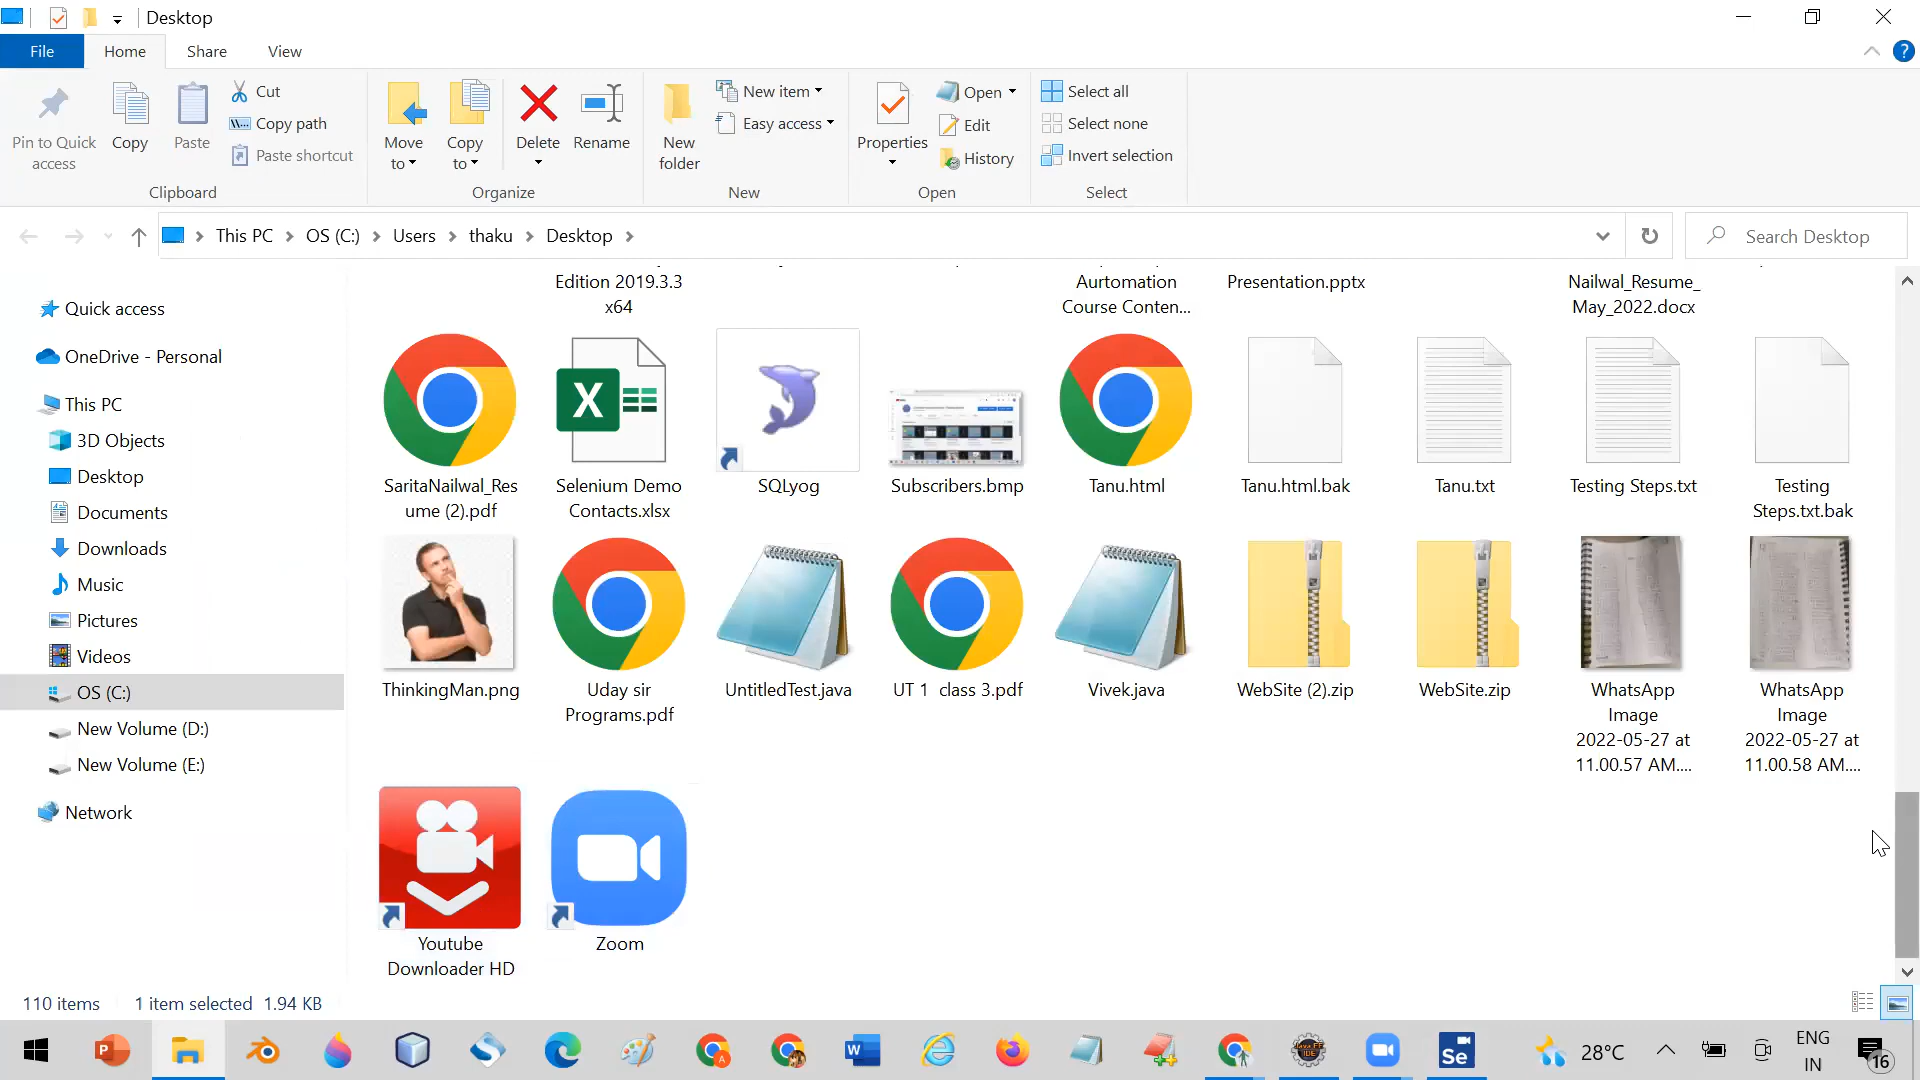 Desktop
File
Home
Share
View
Pin to Quick
access
Copy
Paste
Cut
Copy path
Paste shortcut
Clipboard
Move
to
Copy
to
Delete
Rename
Organize
New
folder
New item
Easy access
New
Properties
Open
Edit
History
Open
Select all
Select none
Invert selection
Select
This PC
OS (C:)
Users
thaku
Desktop
Search Desktop
Quick access
OneDrive - Personal
This PC
3D Objects
Desktop
Documents
Downloads
Music
Pictures
Videos
OS (C:)
New Volume (D:)
New Volume (E:)
Network
Edition 2019.3.3
x64
Aurtomation
Course Conten...
Presentation.pptx
Nailwal_Resume_
May_2022.docx
SaritaNailwal_Res
ume (2).pdf
Selenium Demo
Contacts.xlsx
SQLyog
Subscribers.bmp
Tanu.html
Tanu.html.bak
Tanu.txt
Testing Steps.txt
Testing
Steps.txt.bak
ThinkingMan.png
Uday sir
Programs.pdf
UntitledTest.java
UT 1 class 3.pdf
Vivek.java
WebSite (2).zip
WebSite.zip
WhatsApp
Image
2022-05-27 at
11.00.57 AM....
WhatsApp
Image
2022-05-27 at
11.00.58 AM....
Youtube
Downloader HD
Zoom
110 items
1 item selected 1.94 KB
28°C
ENG
IN
16